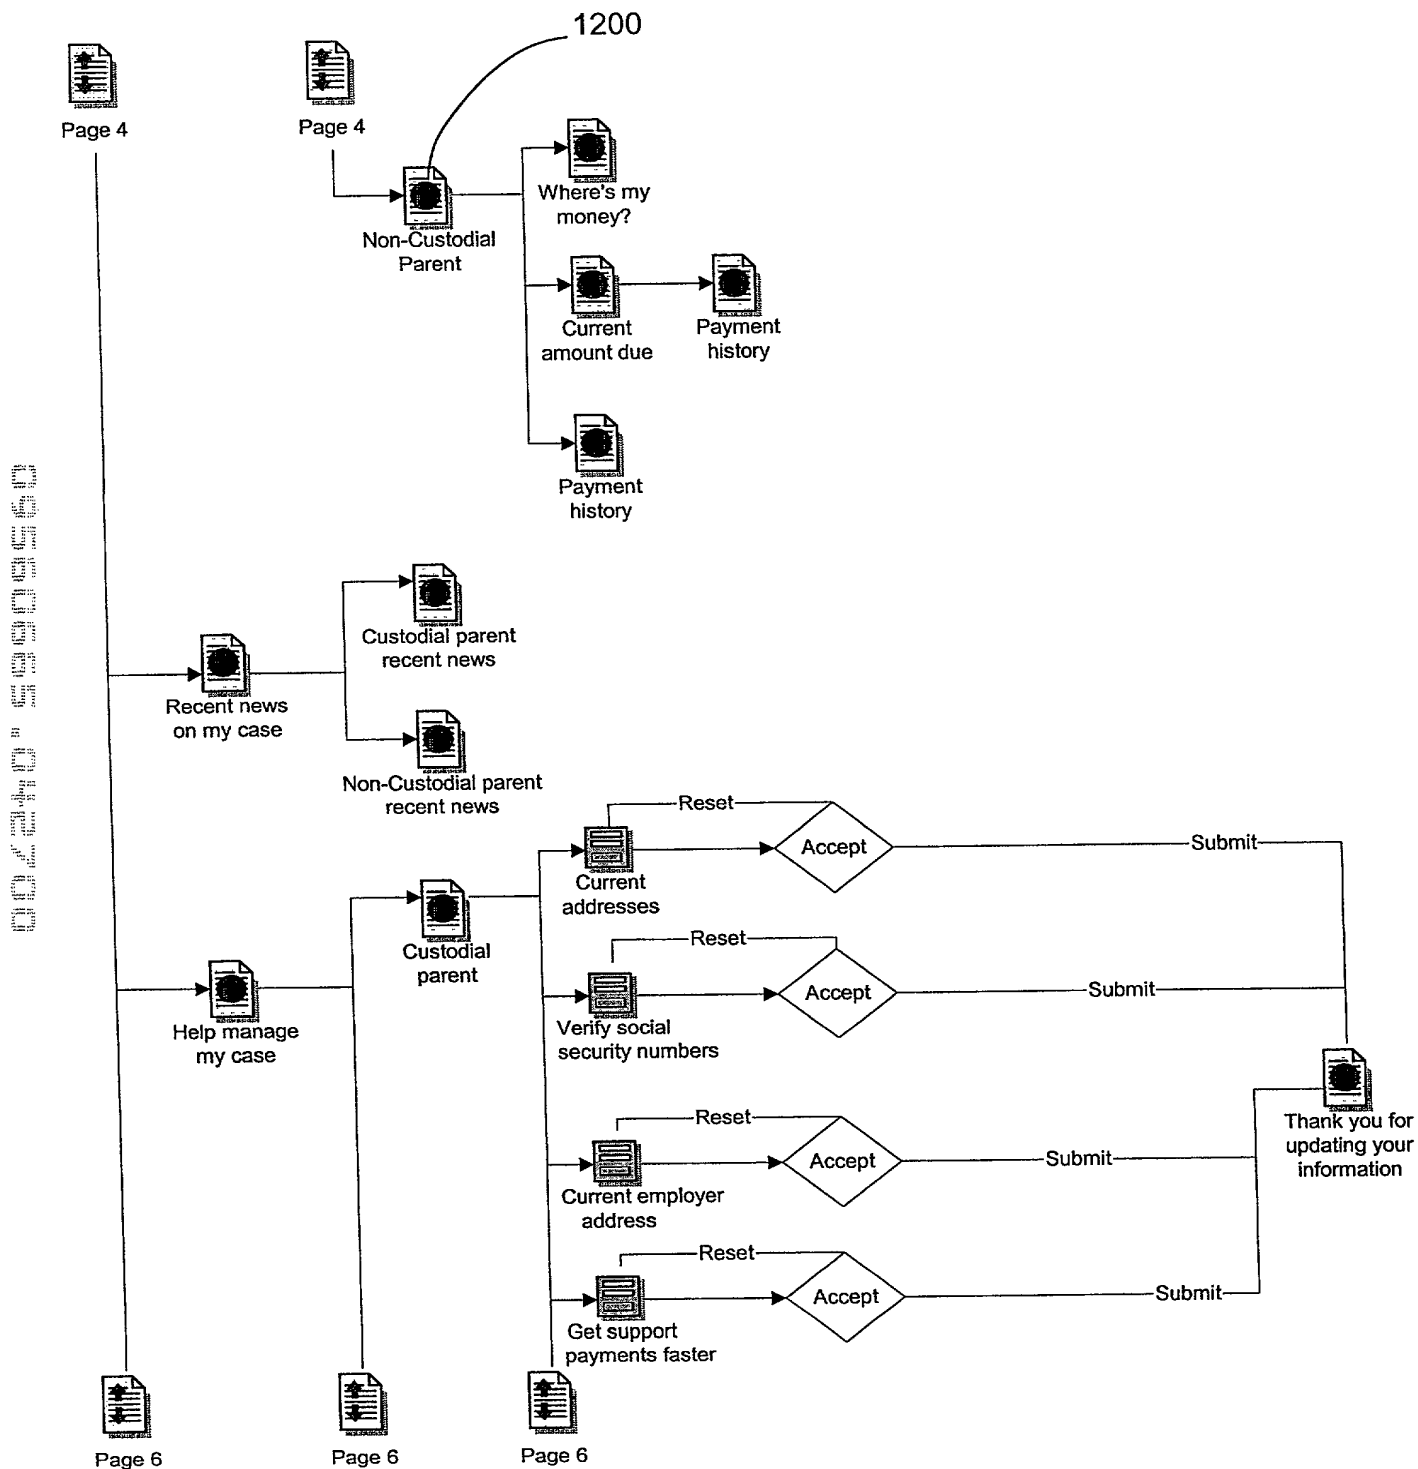 1200
Page 4
Page 4
Where's my
money?
Non-Custodial
Parent
Current
amount due
Payment
history
Payment
history
Custodial parent
recent news
Recent news
on my case
Non-Custodial parent
recent news
Reset
Accept
Submit
Current
addresses
Custodial
parent
Reset
Accept
Submit
Verify social
security numbers
Help manage
my case
Reset
Accept
Submit
Current employer
address
Thank you for
updating your
information
Reset
Accept
Submit
Get support
payments faster
Page 6
Page 6
Page 6